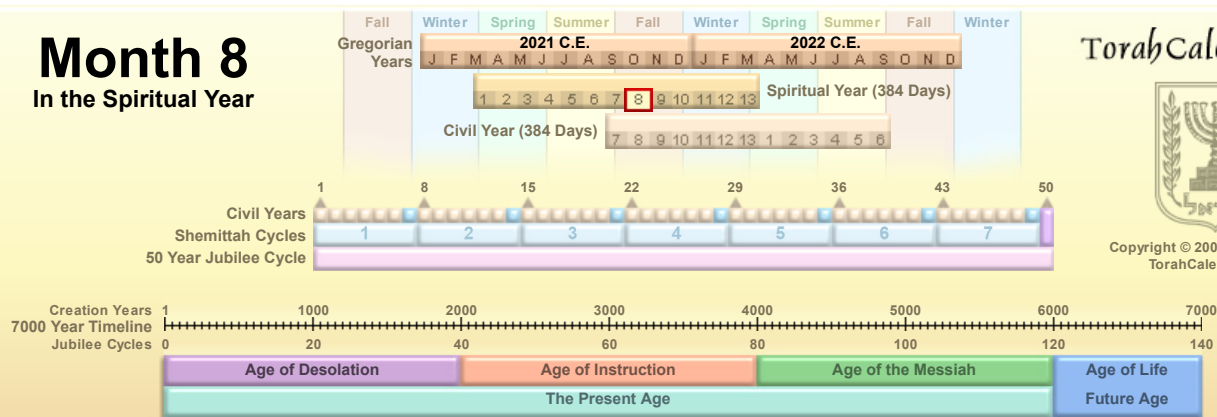 Fall Winter Spring Summer Fall Winter Spring Summer Fall Winter
Month 8
In the Spiritual Year
Gregorian Years
2021 C.E. 2022 C.E.
J F M A M J J A S O N D J F M A M J J A S O N D
1 2 3 4 5 6 7 8 9 10 11 12 13
Spiritual Year (384 Days)
Civil Year (384 Days)
7 8 9 10 11 12 13 1 2 3 4 5 6
TorahCale
1 8 15 22 29 36 43 50
Civil Years
Shemittah Cycles 1 2 3 4 5 6 7
50 Year Jubilee Cycle
Copyright © 200
TorahCale
Creation Years 1 1000 2000 3000 4000 5000 6000 7000
7000 Year Timeline
Jubilee Cycles 0 20 40 60 80 100 120 140
Age of Desolation Age of Instruction Age of the Messiah Age of Life
The Present Age Future Age